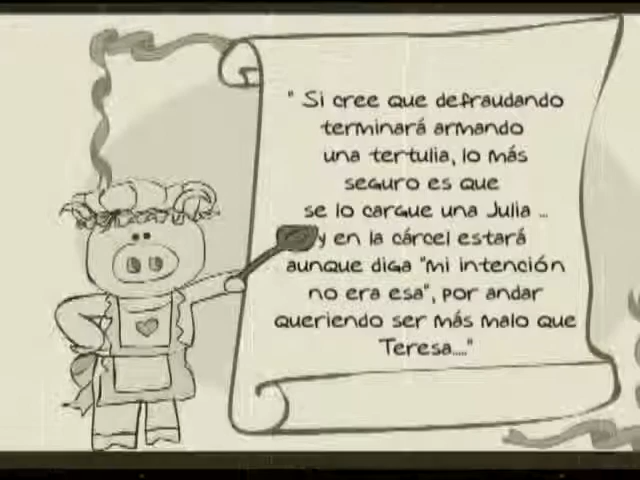 " Si cree que defraudando
terminará armando
una tertulia, lo más
seguro es que
se lo cargue una Julia ...
y en la cárcel estará
aunque diga "mi intención
no era esa", por andar
queriendo ser más malo que
Teresa...."